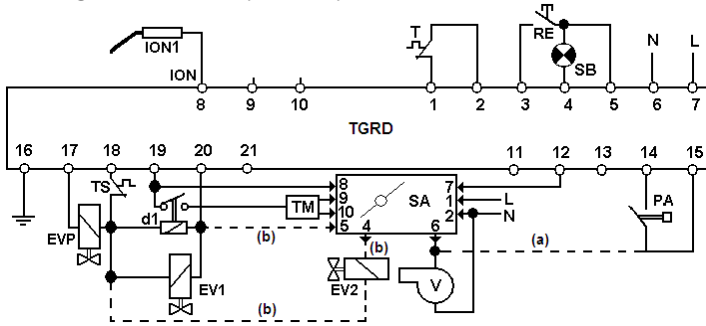 ION1
T
RE
SB
N
L
ION
8
9
10
1
2
3
4
5
6
7
TGRD
16
17
18
19
20
21
11
12
13
14
15
TS
8
9
10
5
4
7
1
2
6
SA
L
N
TM
d1
EVP
EV1
EV2
V
PA
(b)
(b)
(b)
(a)